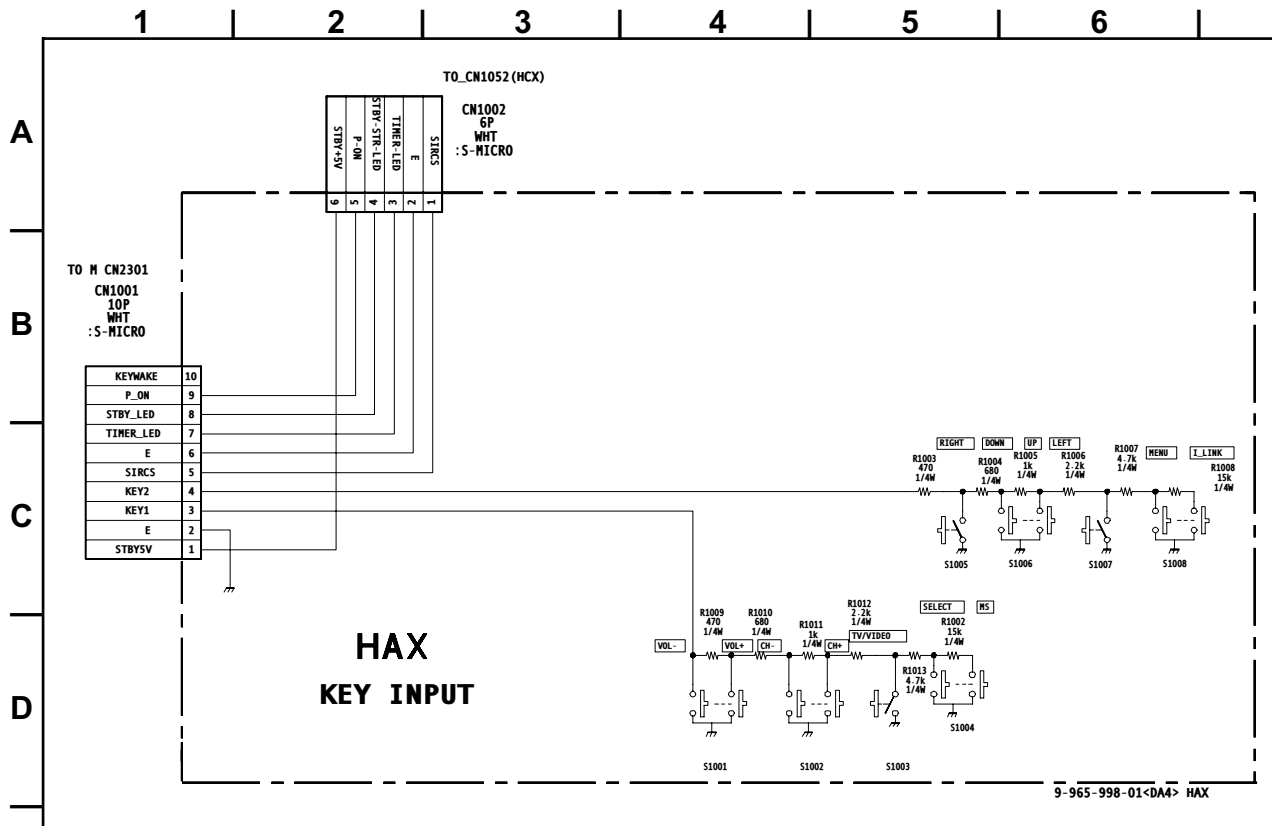 1 2 3 4 5 6
A
B
C
D
TO_CN1052(HCX)
CN1002
6P
WHT
:S-MICRO
STBY+5V
P-ON
STBY-STR-LED
TIMER-LED
E
SIRCS
6 5 4 3 2 1
TO M CN2301
CN1001
10P
WHT
:S-MICRO
KEYWAKE 10
P_ON 9
STBY_LED 8
TIMER_LED 7
E 6
SIRCS 5
KEY2 4
KEY1 3
E 2
STBY5V 1
R1003
470
1/4W
RIGHT
R1004
680
1/4W
DOWN
R1005
1k
1/4W
UP
LEFT
R1006
2.2k
1/4W
R1007
4.7k
1/4W
MENU
I_LINK
R1008
15k
1/4W
S1005 S1006 S1007 S1008
VOL-
R1009
470
1/4W
VOL+
R1010
680
1/4W
CH-
R1011
1k
1/4W
CH+
R1012
2.2k
1/4W
TV/VIDEO
R1013
4.7k
1/4W
SELECT
R1002
15k
1/4W
MS
S1004
S1001 S1002 S1003
HAX
KEY INPUT
9-965-998-01<DA4> HAX